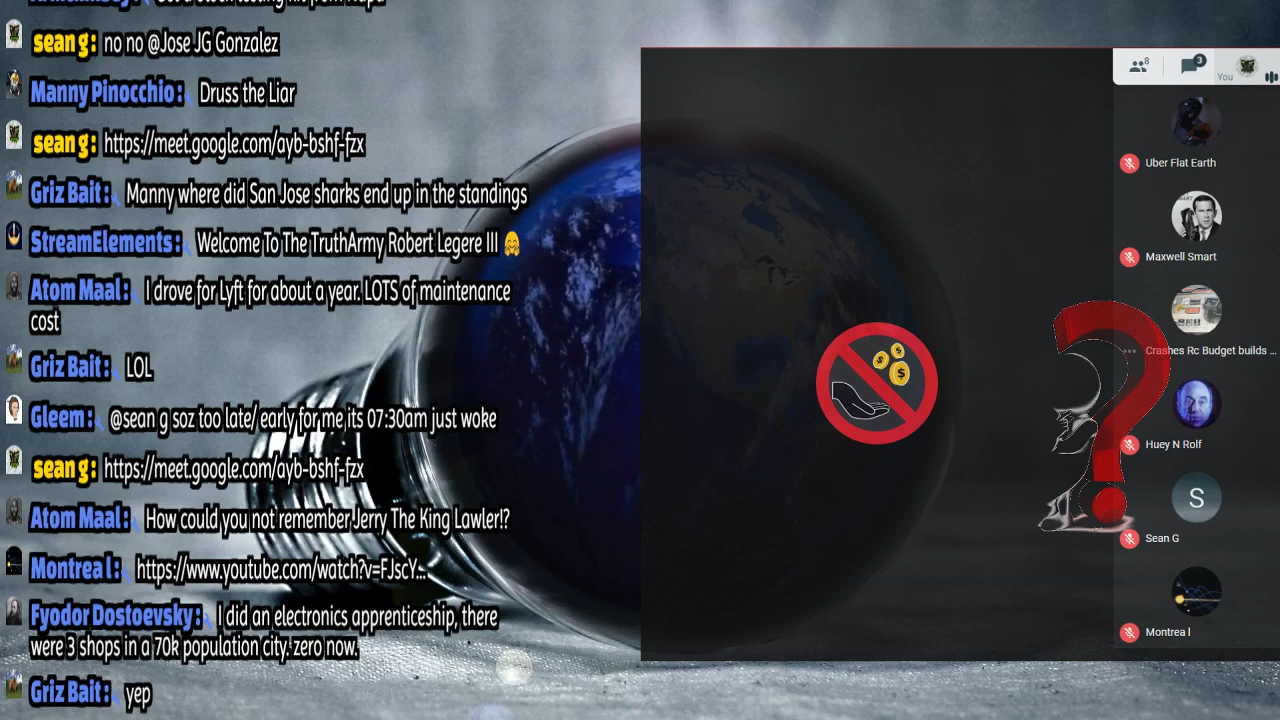 sean g: no no @Jose JG Gonzalez
Manny Pinocchio: Druss the Liar
sean g: https://meet.google.com/ayb-bshf-fzx
Griz Bait: Manny where did San Jose sharks end up in the standings
StreamElements: Welcome To The TruthArmy Robert Legere III 🤗
Atom Maal: I drove for Lyft for about a year. LOTS of maintenance
cost
Griz Bait: LOL
Gleem: @sean g soz too late/ early for me its 07:30am just woke
sean g: https://meet.google.com/ayb-bshf-fzx
Atom Maal: How could you not remember Jerry The King Lawler!?
Montrea l: https://www.youtube.com/watch?v=FJscY...
Fyodor Dostoevsky: I did an electronics apprenticeship, there
were 3 shops in a 70k population city. zero now.
Griz Bait: yep
8
3
You
Uber Flat Earth
Maxwell Smart
Crashes Rc Budget builds ...
Huey N Rolf
S
Sean G
Montrea l